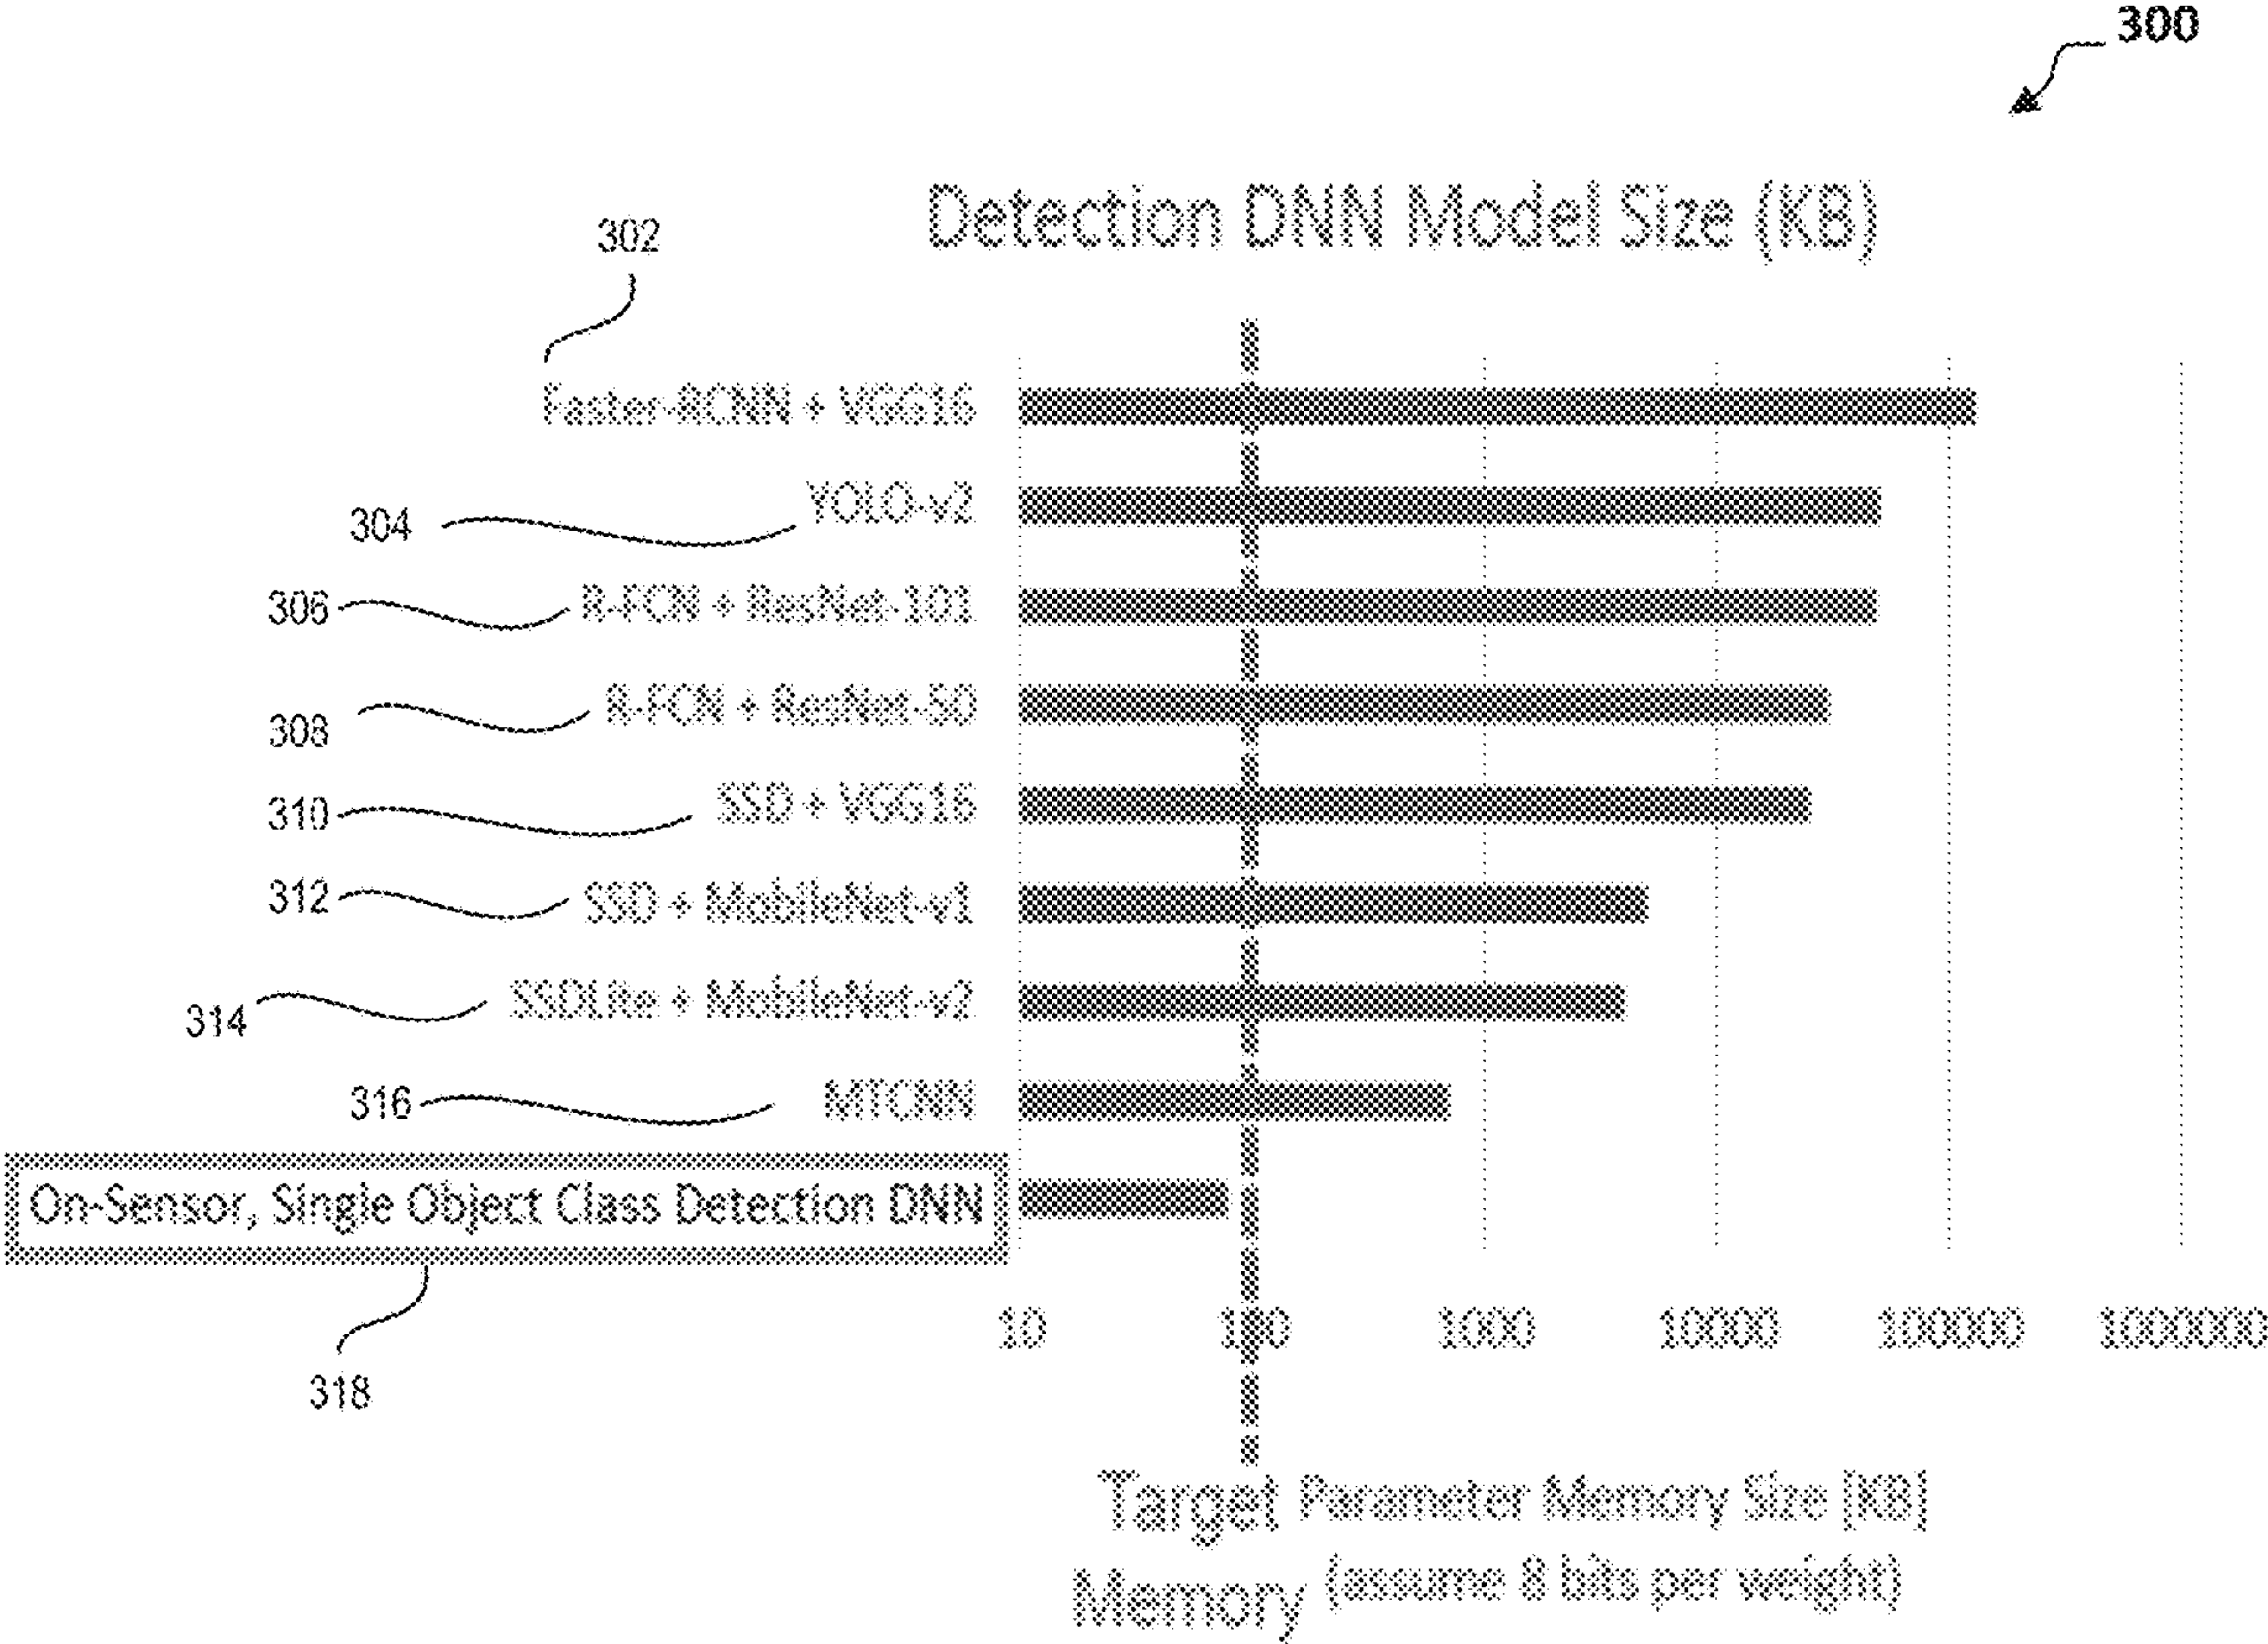 300
Detection DNN Model Size (KB)
302
Faster-RCNN + VGG16
304
YOLO-v2
306
R-FCN + ResNet-101
308
R-FCN + ResNet-50
310
SSD + VGG16
312
SSD + MobileNet-v1
314
SSDLite + MobileNet-v2
316
MTCNN
On-Sensor, Single Object Class Detection DNN
318
10
100
1000
10000
100000
1000000
Target
Memory
Parameter Memory Size [KB]
(assume 8 bits per weight)